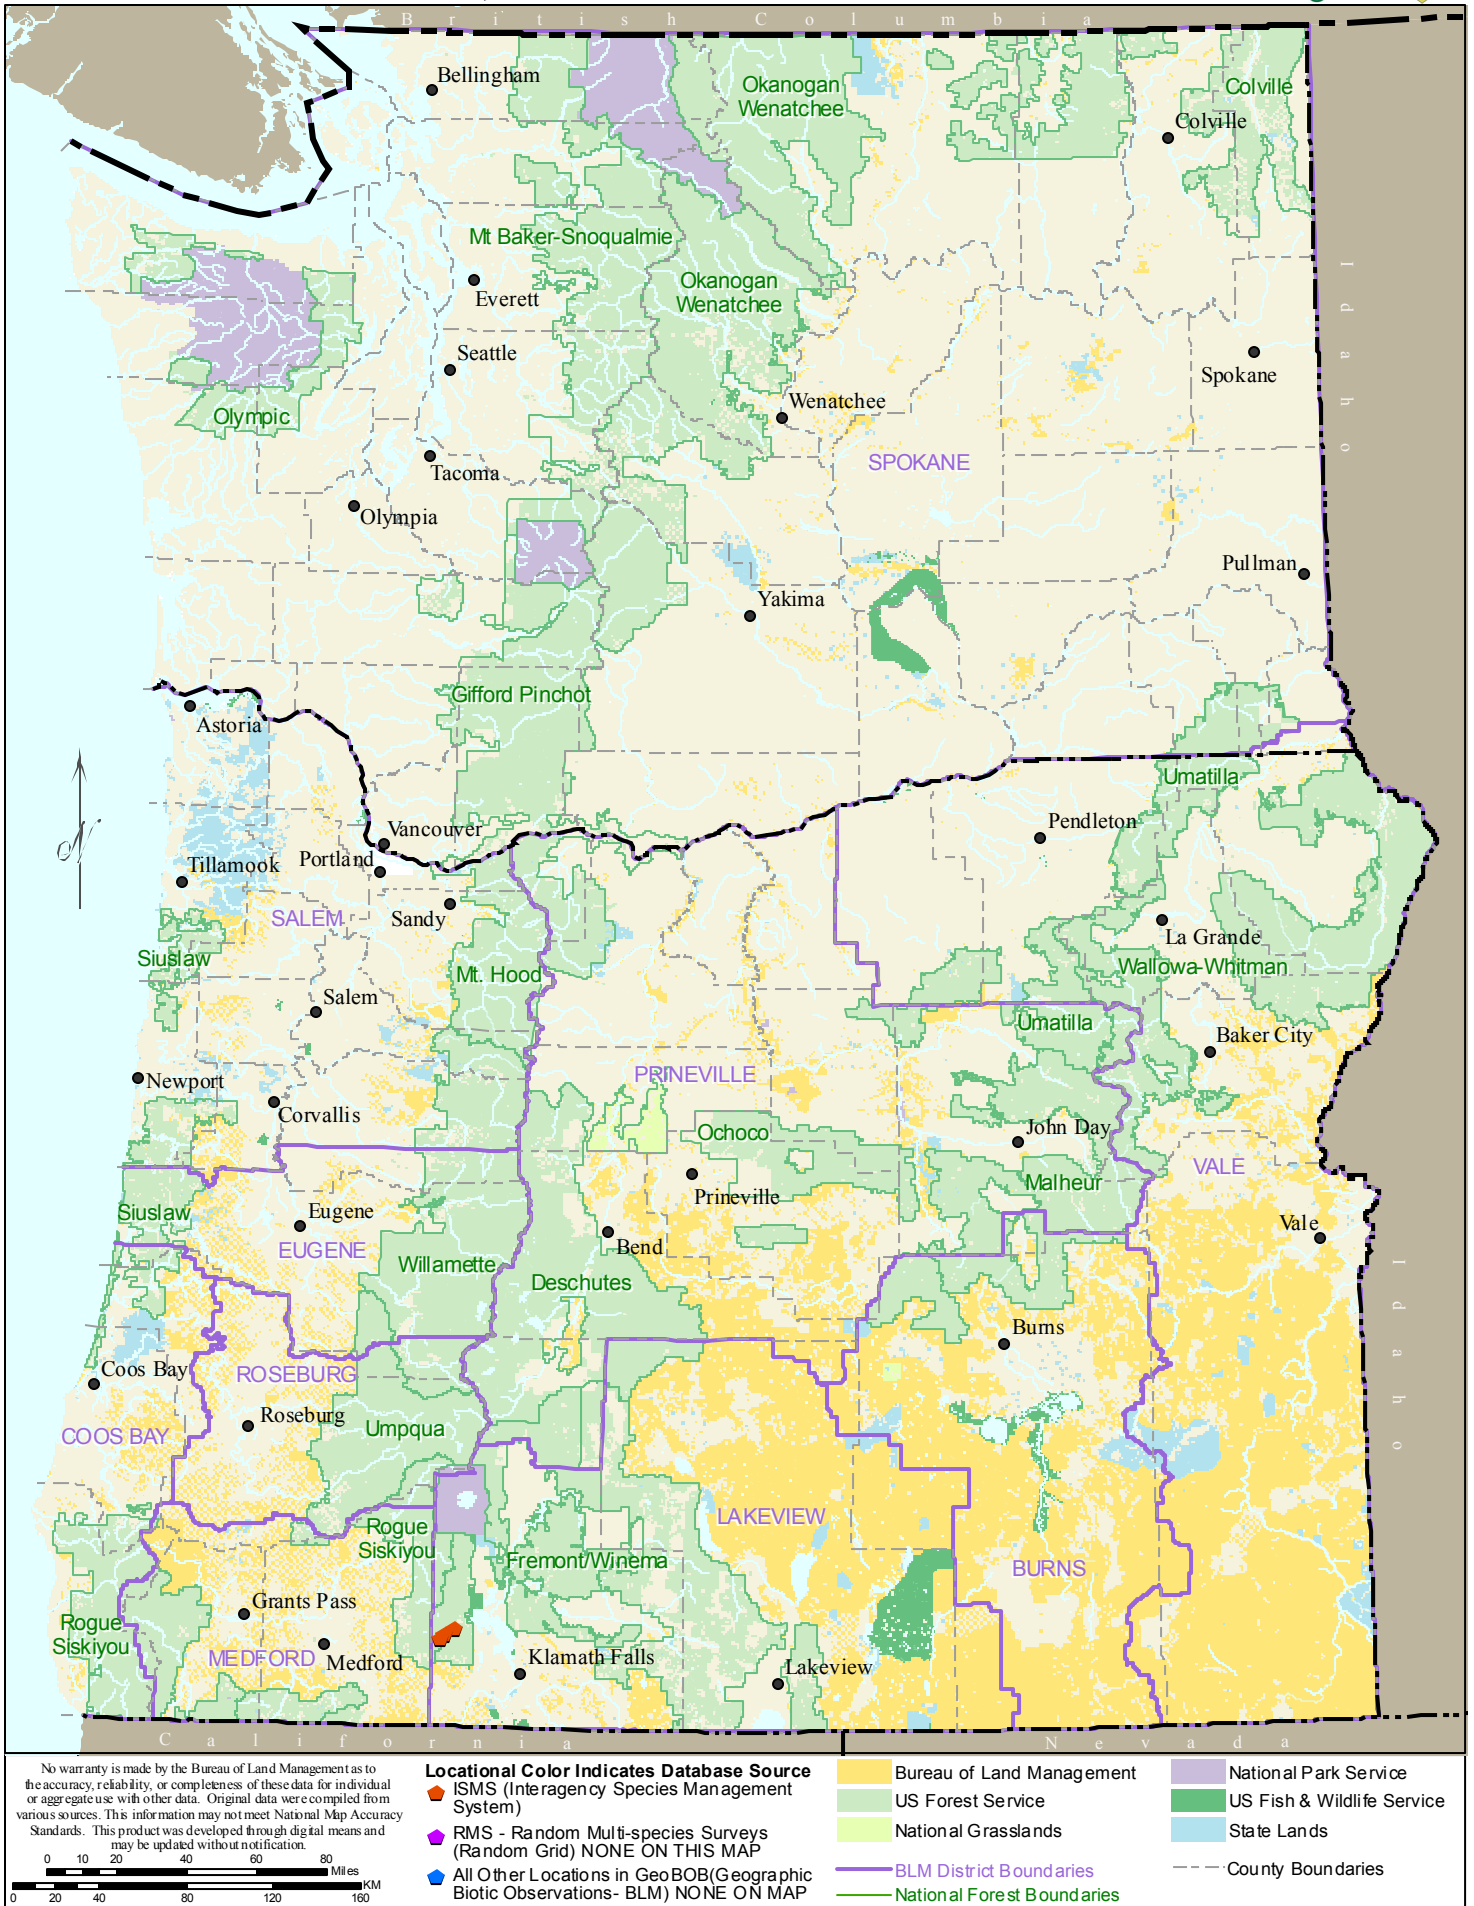 British Columbia
Bellingham
Okanogan
Wenatchee
Colville
Colville
Mt Baker-Snoqualmie
Okanogan
Wenatchee
Everett
Idaho
Seattle
Spokane
Olympic
Wenatchee
SPOKANE
Tacoma
Olympia
Pullman
Yakima
Gifford Pinchot
Astoria
Umatilla
Vancouver
Pendleton
Portland
Tillamook
SALEM
Sandy
La Grande
Siuslaw
Mt. Hood
Wallowa-Whitman
Salem
Umatilla
Baker City
Newport
PRINEVILLE
Corvallis
Ochoco
John Day
VALE
Malheur
Prineville
Siuslaw
Eugene
Vale
EUGENE
Bend
Willamette
Deschutes
Idaho
Burns
Coos Bay
ROSEBURG
Roseburg
Umpqua
COOS BAY
LAKEVIEW
Rogue
Siskiyou
Fremont/Winema
BURNS
Grants Pass
Rogue
Siskiyou
MEDFORD
Medford
Klamath Falls
Lakeview
California
Nevada
No warranty is made by the Bureau of Land Management as to
the accuracy, reliability, or completeness of these data for individual
or aggregate use with other data. Original data were compiled from
various sources. This information may not meet National Map Accuracy
Standards. This product was developed through digital means and
may be updated without notification.
0 10 20 40 60 80
Miles
KM
0 20 40 80 120 160
Locational Color Indicates Database Source
ISMS (Interagency Species Management
System)
RMS - Random Multi-species Surveys
(Random Grid) NONE ON THIS MAP
All Other Locations in GeoBOB(Geographic
Biotic Observations- BLM) NONE ON MAP
Bureau of Land Management
US Forest Service
National Grasslands
BLM District Boundaries
National Forest Boundaries
National Park Service
US Fish & Wildlife Service
State Lands
County Boundaries